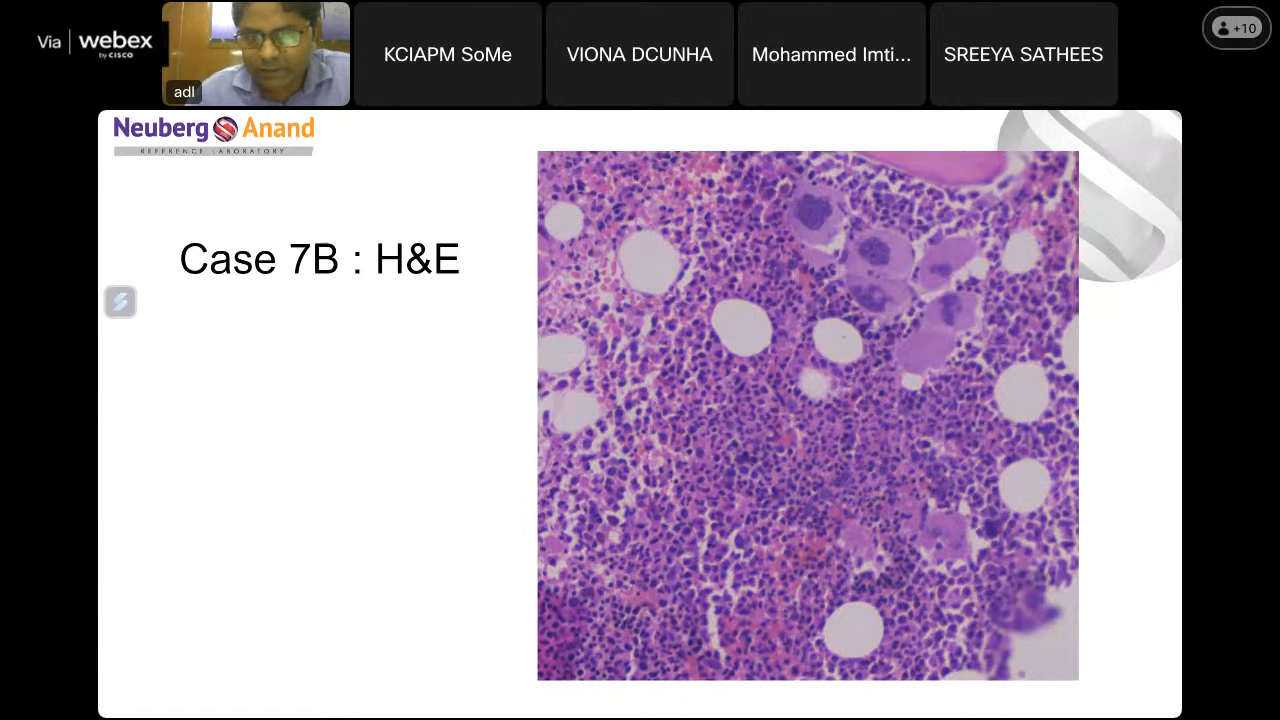 Via webex
by CISCO
adl
KCIAPM SoMe
VIONA DCUNHA
Mohammed Imti...
SREEYA SATHEES
+10
Neuberg Anand
REFERENCE LABORATORY
Case 7B : H&E